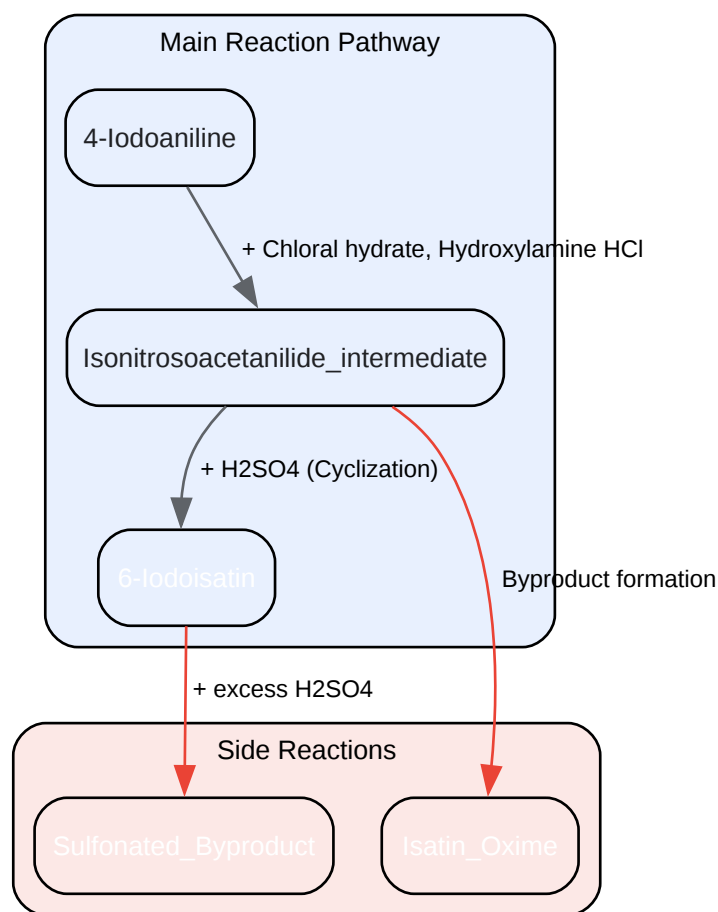 Main Reaction Pathway
4-Iodoaniline
+ Chloral hydrate, Hydroxylamine HCl
Isonitrosoacetanilide_intermediate
+ H2SO4 (Cyclization)
6-Iodoisatin
Byproduct formation
+ excess H2SO4
Side Reactions
Sulfonated_Byproduct
Isatin_Oxime